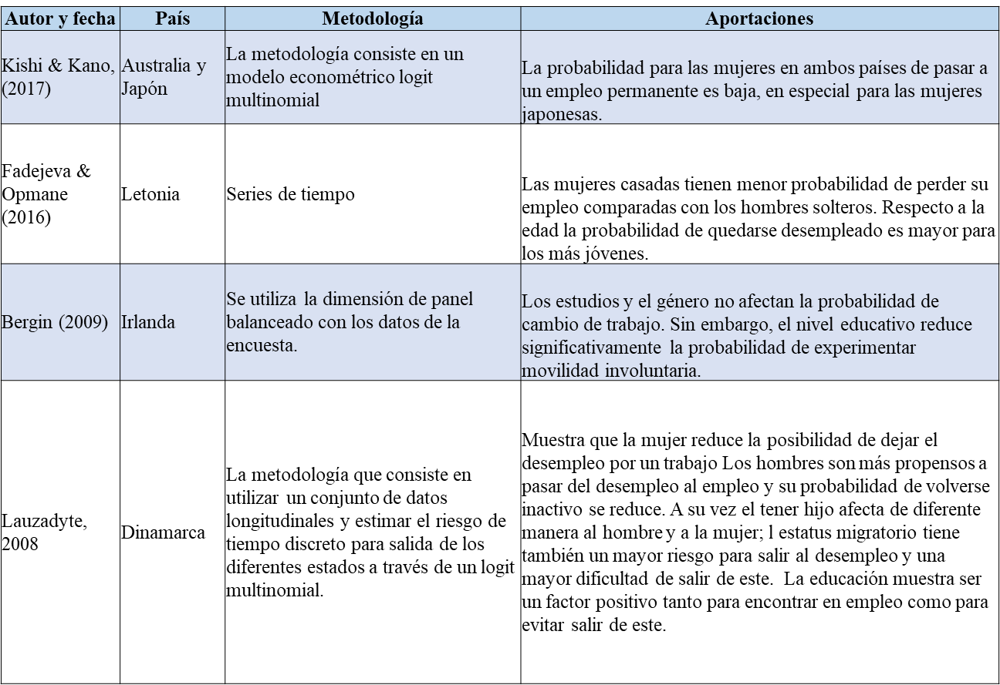 Autor y fecha País Metodología Aportaciones
Kishi & Kano,
(2017)
Australia y
Japón
La metodología consiste en un
modelo econométrico logit
multinomial
La probabilidad para las mujeres en ambos países de pasar a
un empleo permanente es baja, en especial para las mujeres
japonesas.
Fadejeva &
Opmane
(2016)
Letonia
Series de tiempo
Las mujeres casadas tienen menor probabilidad de perder su
empleo comparadas con los hombres solteros. Respecto a la
edad la probabilidad de quedarse desempleado es mayor para
los más jóvenes.
Bergin (2009)
Irlanda
Se utiliza la dimensión de panel
balanceado con los datos de la
encuesta.
Los estudios y el género no afectan la probabilidad de
cambio de trabajo. Sin embargo, el nivel educativo reduce
significativamente la probabilidad de experimentar
movilidad involuntaria.
Lauzadyte,
2008
Dinamarca
La metodología que consiste en
utilizar un conjunto de datos
longitudinales y estimar el riesgo de
tiempo discreto para salida de los
diferentes estados a través de un logit
multinomial.
Muestra que la mujer reduce la posibilidad de dejar el
desempleo por un trabajo Los hombres son más propensos a
pasar del desempleo al empleo y su probabilidad de volverse
inactivo se reduce. A su vez el tener hijo afecta de diferente
manera al hombre y a la mujer; l estatus migratorio tiene
también un mayor riesgo para salir al desempleo y una
mayor dificultad de salir de este. La educación muestra ser
un factor positivo tanto para encontrar en empleo como para
evitar salir de este.